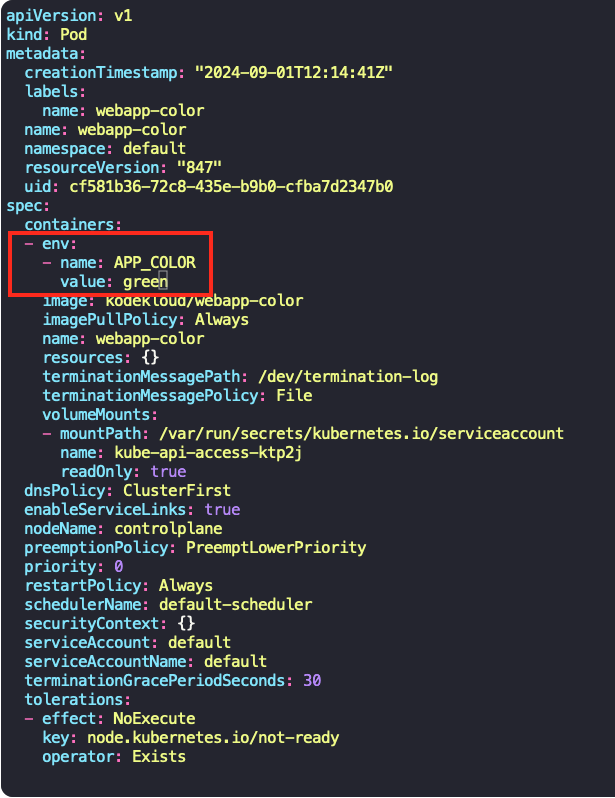 apiVersion: v1
kind: Pod
metadata:
  creationTimestamp: "2024-09-01T12:14:41Z"
  labels:
    name: webapp-color
  name: webapp-color
  namespace: default
  resourceVersion: "847"
  uid: cf581b36-72c8-435e-b9b0-cfba7d2347b0
spec:
  containers:
  - env:
    - name: APP_COLOR
      value: green
    image: kodekloud/webapp-color
    imagePullPolicy: Always
    name: webapp-color
    resources: {}
    terminationMessagePath: /dev/termination-log
    terminationMessagePolicy: File
    volumeMounts:
    - mountPath: /var/run/secrets/kubernetes.io/serviceaccount
      name: kube-api-access-ktp2j
      readOnly: true
  dnsPolicy: ClusterFirst
  enableServiceLinks: true
  nodeName: controlplane
  preemptionPolicy: PreemptLowerPriority
  priority: 0
  restartPolicy: Always
  schedulerName: default-scheduler
  securityContext: {}
  serviceAccount: default
  serviceAccountName: default
  terminationGracePeriodSeconds: 30
  tolerations:
  - effect: NoExecute
    key: node.kubernetes.io/not-ready
    operator: Exists